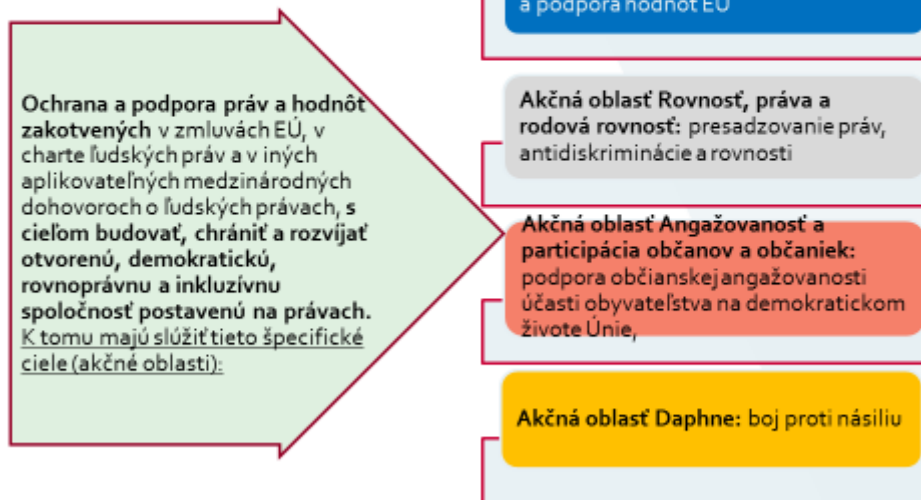 Ochrana a podpora práv a hodnôt
zakotvených v zmluvách EÚ, v
charte ľudských práv a v iných
aplikovateľných medzinárodných
dohovoroch o ľudských právach, s
cieľom budovať, chrániť a rozvíjať
otvorenú, demokratickú,
rovnoprávnu a inkluzívnu
spoločnosť postavenú na právach.
K tomu majú slúžiť tieto špecifické
ciele (akčné oblasti):
a podpora hodnôt EÚ
Akčná oblasť Rovnosť, práva a
rodová rovnosť: presadzovanie práv,
antidiskriminácie a rovnosti
Akčná oblasť Angažovanosť a
participácia občanov a občaniek:
podpora občianskej angažovanosti
účasti obyvateľstva na demokratickom
živote Únie,
Akčná oblasť Daphne: boj proti násiliu